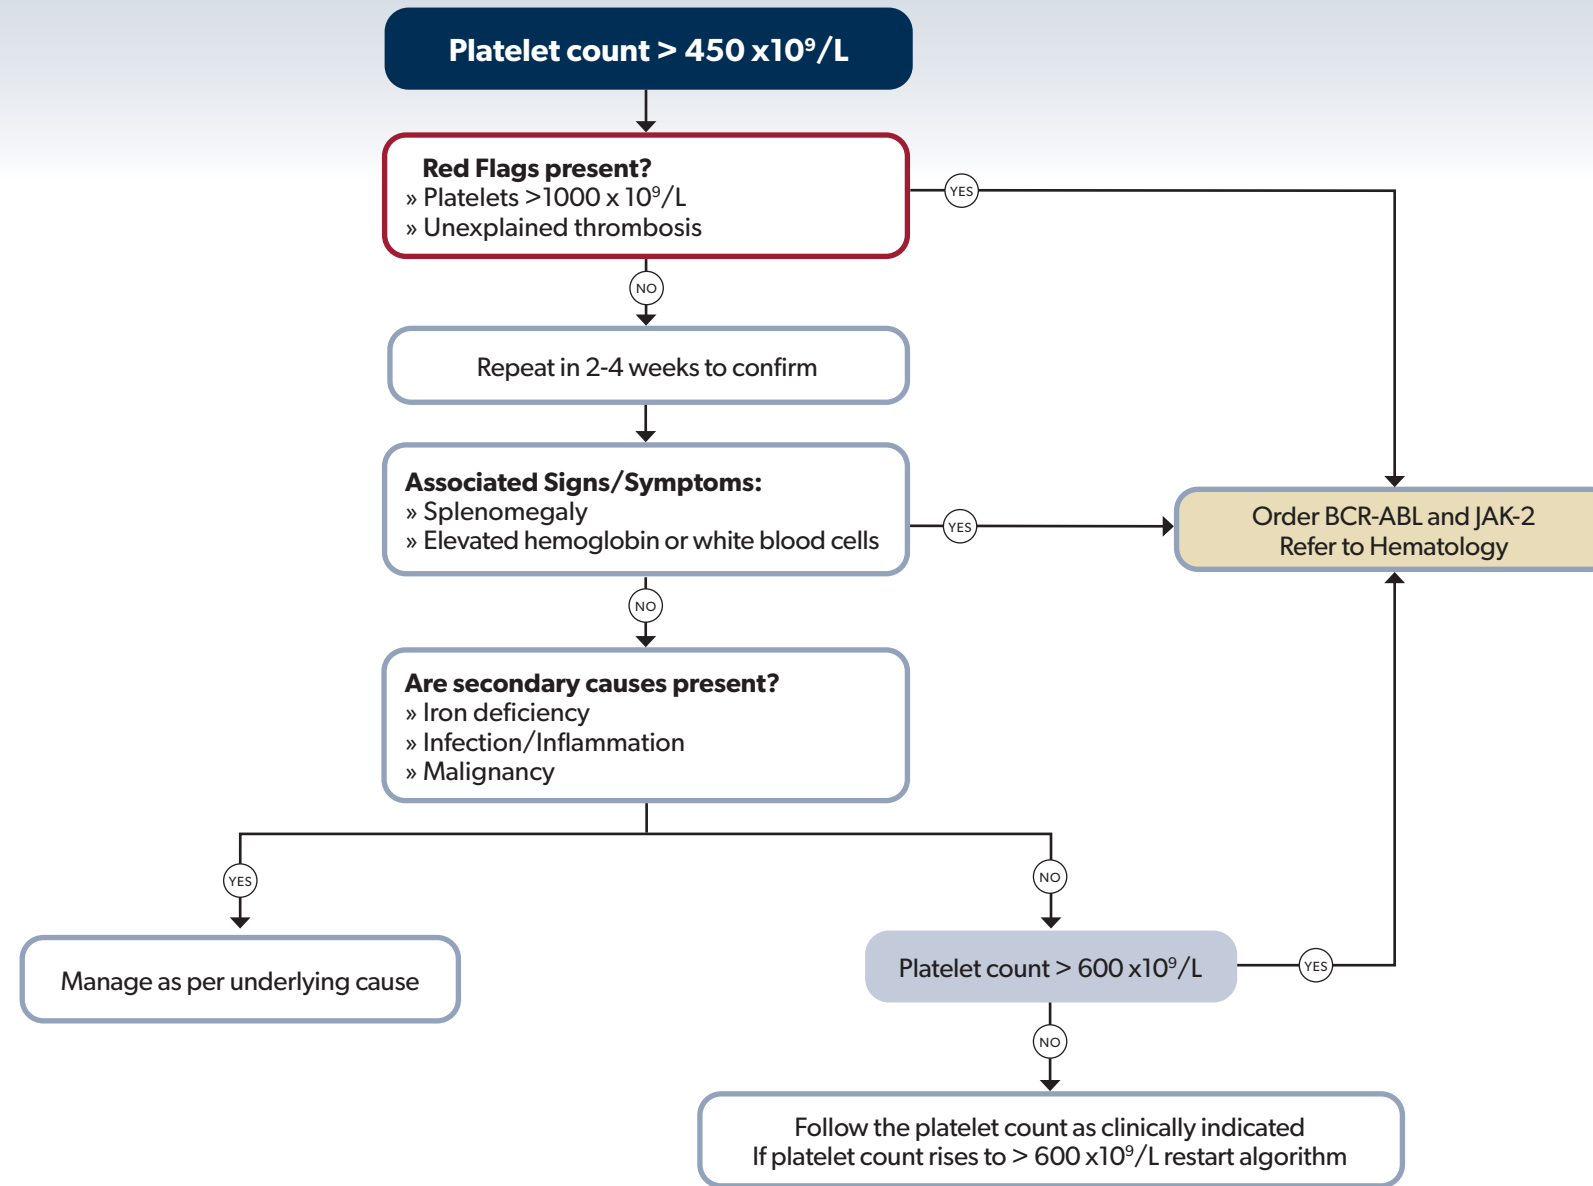 Platelet count > 450 x10⁹/L
Red Flags present?
» Platelets >1000 x 10⁹/L
» Unexplained thrombosis
YES
NO
Repeat in 2-4 weeks to confirm
Associated Signs/Symptoms:
» Splenomegaly
» Elevated hemoglobin or white blood cells
YES
Order BCR-ABL and JAK-2
Refer to Hematology
NO
Are secondary causes present?
» Iron deficiency
» Infection/Inflammation
» Malignancy
YES
NO
Manage as per underlying cause
Platelet count > 600 x10⁹/L
YES
NO
Follow the platelet count as clinically indicated
If platelet count rises to > 600 x10⁹/L restart algorithm